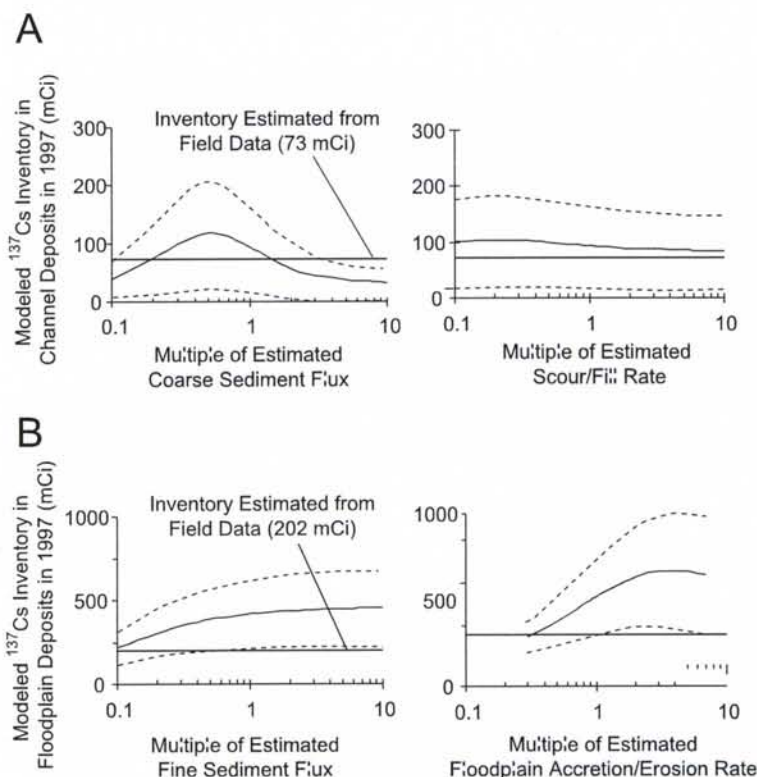 A
Modeled ¹³⁷Cs Inventory in
Channel Deposits in 1997 (mCi)
Inventory Estimated from
Field Data (73 mCi)
300
200
100
0
0.1
1
10
Multiple of Estimated
Coarse Sediment Flux
300
200
100
0
0.1
1
10
Multiple of Estimated
Scour/Fill Rate
B
Modeled ¹³⁷Cs Inventory in
Floodplain Deposits in 1997 (mCi)
Inventory Estimated from
Field Data (202 mCi)
1000
500
0
0.1
1
10
Multiple of Estimated
Fine Sediment Flux
1000
500
0
0.1
1
10
Multiple of Estimated
Floodplain Accretion/Erosion Rate